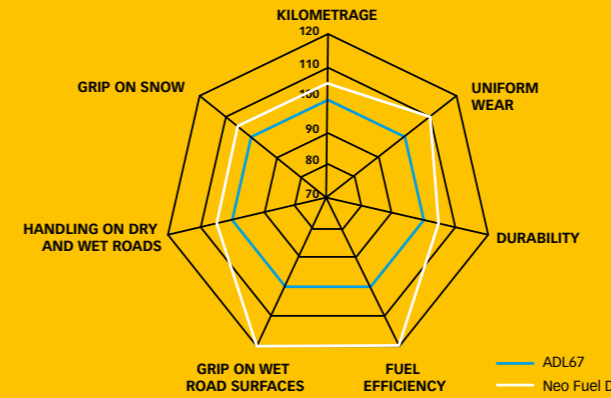 KILOMETRAGE
120
110
100
90
80
70
GRIP ON SNOW
UNIFORM
WEAR
HANDLING ON DRY
AND WET ROADS
DURABILITY
GRIP ON WET
ROAD SURFACES
FUEL
EFFICIENCY
ADL67
Neo Fuel D